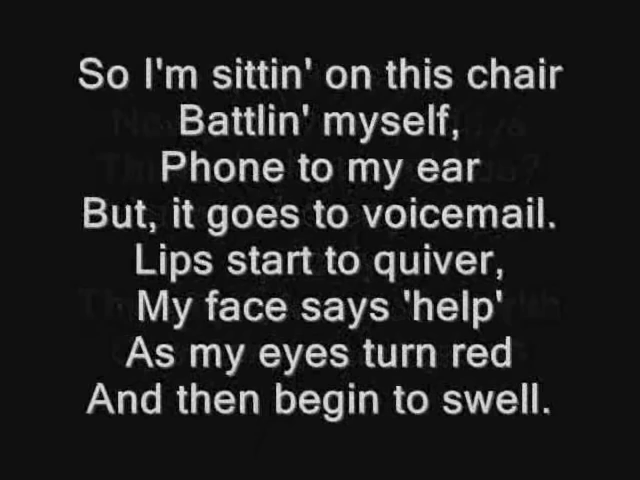 So I'm sittin' on this chair
Battlin' myself,
Phone to my ear
But, it goes to voicemail.
Lips start to quiver,
My face says 'help'
As my eyes turn red
And then begin to swell.